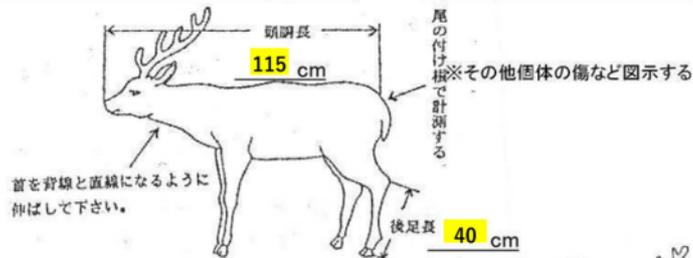 頭胴長
115 cm
尾の付け根で計測する
※その他個体の傷など図示する
首を背線と直線になるように
伸ばして下さい。
後足長 40 cm